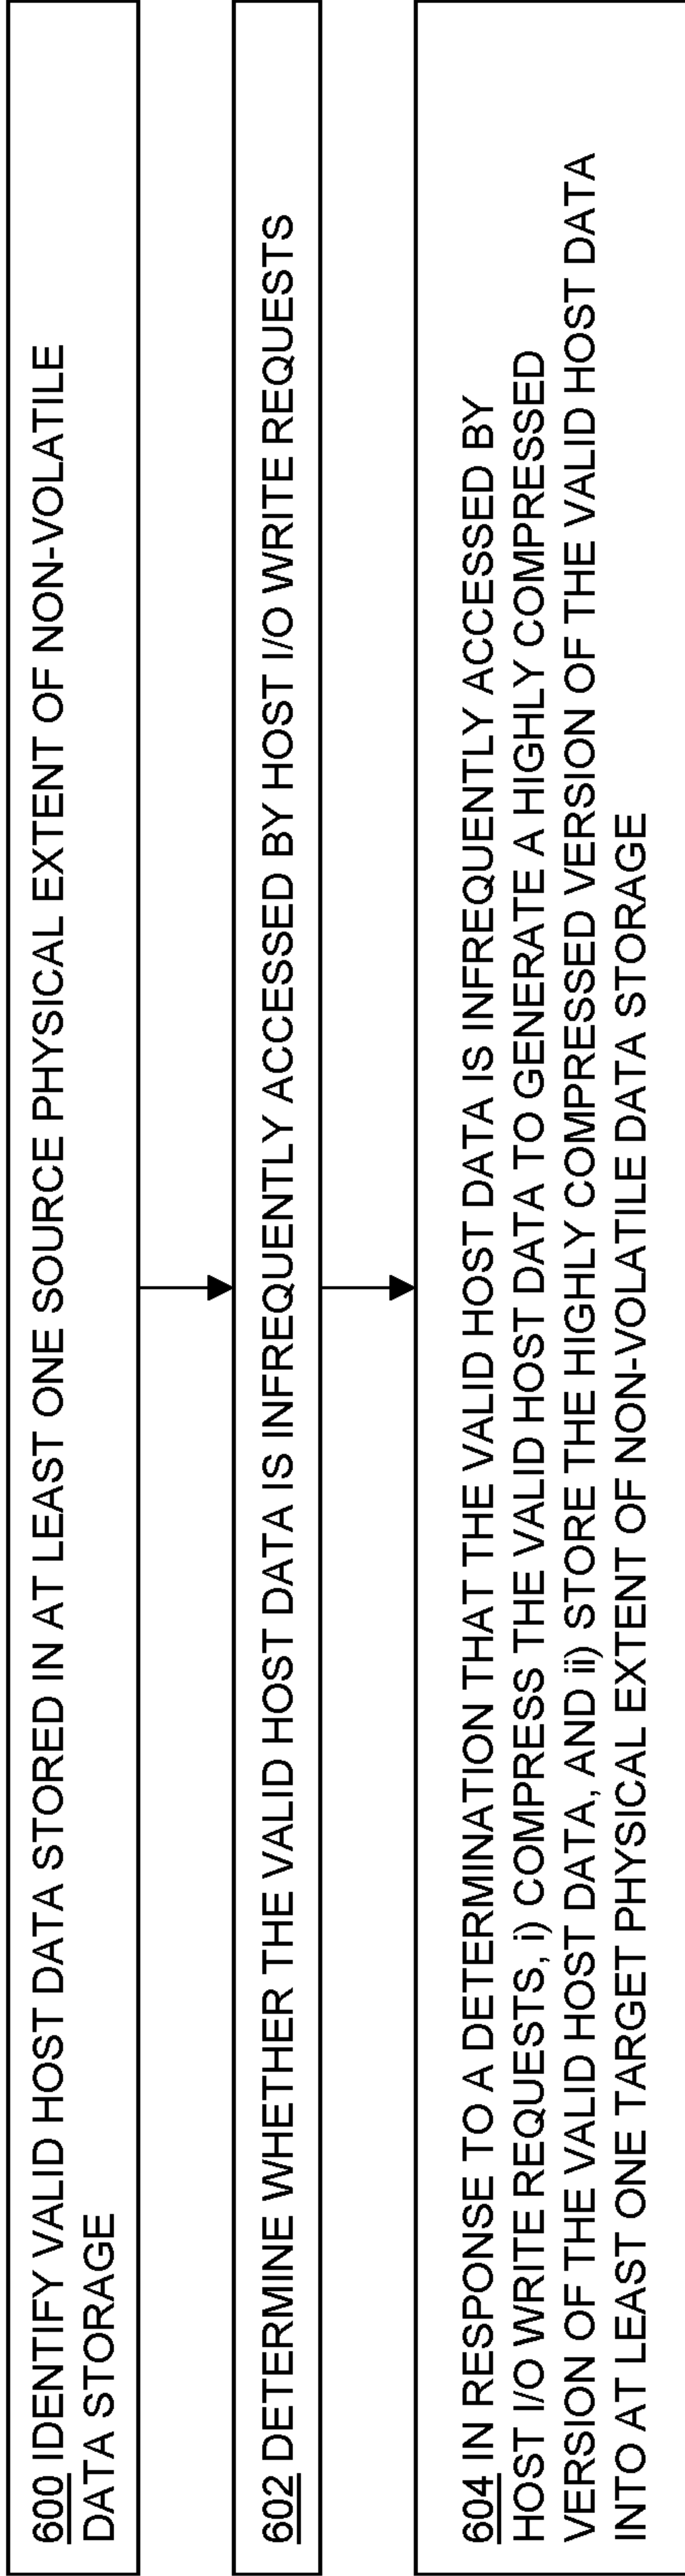 600 IDENTIFY VALID HOST DATA STORED IN AT LEAST ONE SOURCE PHYSICAL EXTENT OF NON-VOLATILE
DATA STORAGE
602 DETERMINE WHETHER THE VALID HOST DATA IS INFREQUENTLY ACCESSED BY HOST I/O WRITE REQUESTS
604 IN RESPONSE TO A DETERMINATION THAT THE VALID HOST DATA IS INFREQUENTLY ACCESSED BY
HOST I/O WRITE REQUESTS, i) COMPRESS THE VALID HOST DATA TO GENERATE A HIGHLY COMPRESSED
VERSION OF THE VALID HOST DATA, AND ii) STORE THE HIGHLY COMPRESSED VERSION OF THE VALID HOST DATA
INTO AT LEAST ONE TARGET PHYSICAL EXTENT OF NON-VOLATILE DATA STORAGE